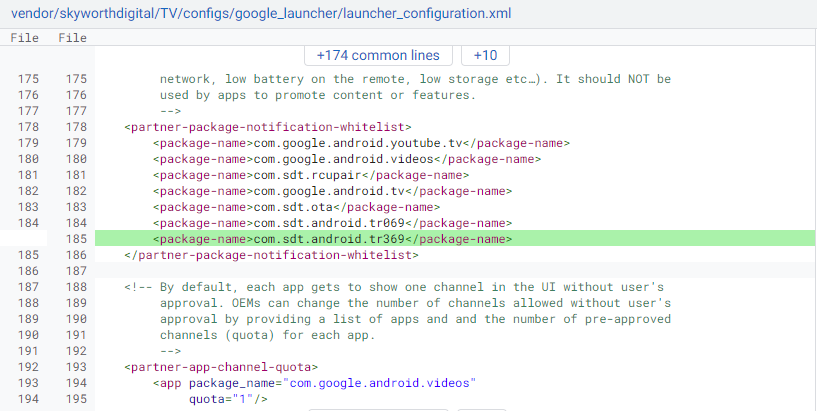 vendor/skyworthdigital/TV/configs/google_launcher/launcher_configuration.xml
File File
+174 common lines +10
175 175 network, low battery on the remote, low storage etc…). It should NOT be
176 176 used by apps to promote content or features.
177 177 -->
178 178 <partner-package-notification-whitelist>
179 179 <package-name>com.google.android.youtube.tv</package-name>
180 180 <package-name>com.google.android.videos</package-name>
181 181 <package-name>com.sdt.rcupair</package-name>
182 182 <package-name>com.google.android.tv</package-name>
183 183 <package-name>com.sdt.ota</package-name>
184 184 <package-name>com.sdt.android.tr069</package-name>
185 <package-name>com.sdt.android.tr369</package-name>
185 186 </partner-package-notification-whitelist>
186 187
187 188 <!-- By default, each app gets to show one channel in the UI without user's
188 189 approval. OEMs can change the number of channels allowed without user's
189 190 approval by providing a list of apps and and the number of pre-approved
190 191 channels (quota) for each app.
191 192 -->
192 193 <partner-app-channel-quota>
193 194 <app package_name="com.google.android.videos"
194 195 quota="1"/>